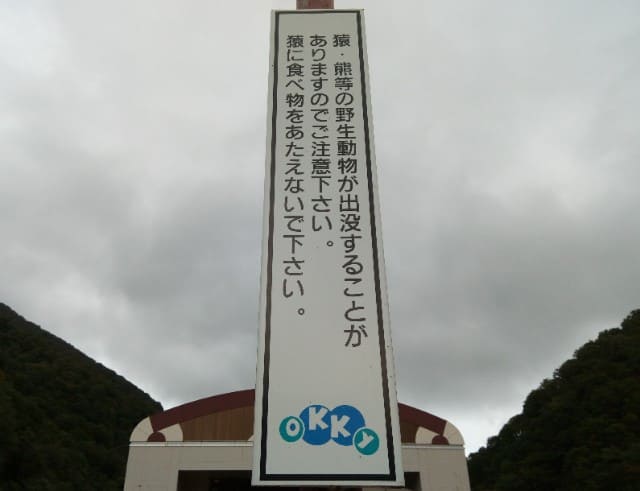 猿・熊等の野生動物が出没することが
ありますのでご注意下さい。
猿に食べ物をあたえないで下さい。
OKKy